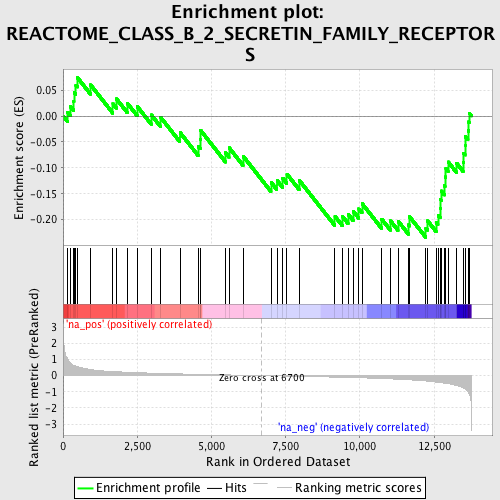 Enrichment plot:
REACTOME_CLASS_B_2_SECRETIN_FAMILY_RECEPTOR
S
Enrichment score (ES)
0.05
0.00
-0.05
-0.10
-0.15
-0.20
'na_pos' (positively correlated)
Ranked list metric (PreRanked)
3
2
1
0
-1
-2
-3
Zero cross at 6700
'na_neg' (negatively correlated)
0
2,500
5,000
7,500
10,000
12,500
Rank in Ordered Dataset
Enrichment profile
Hits
Ranking metric scores